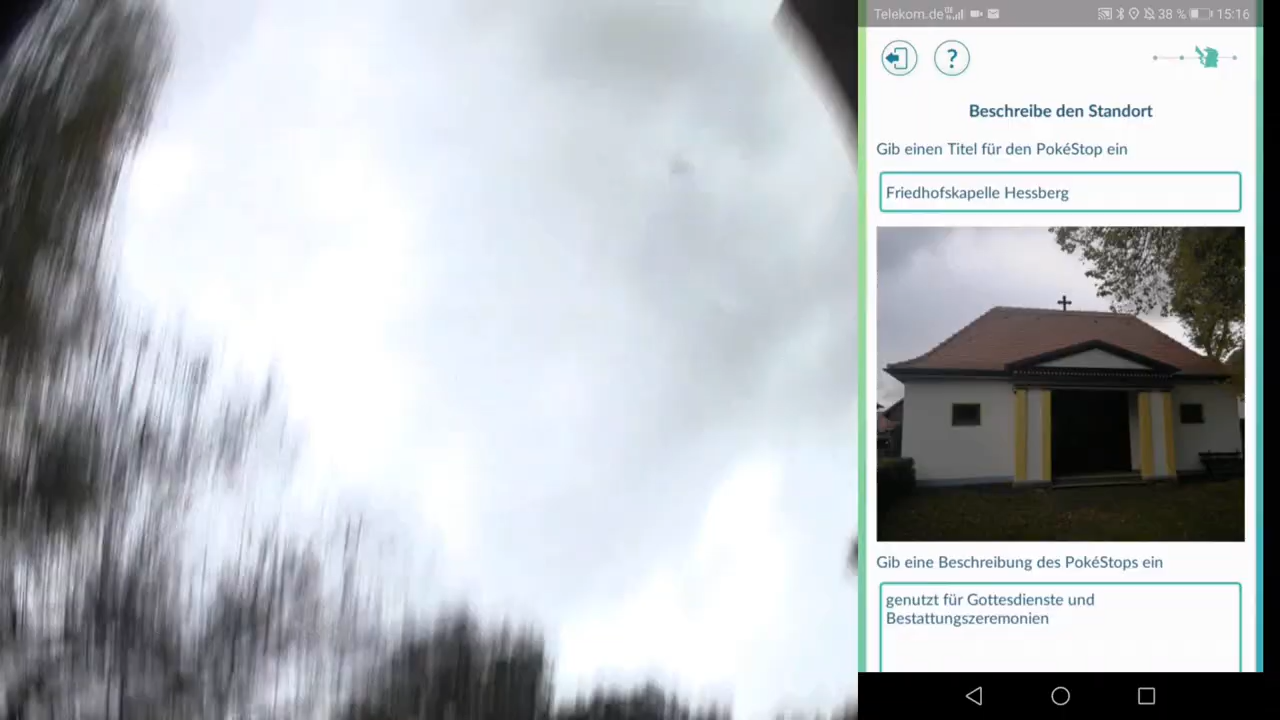 Telekom.de 38 % 15:16
?
Beschreibe den Standort
Gib einen Titel für den PokéStop ein
Friedhofskapelle Hessberg
Gib eine Beschreibung des PokéStops ein
genutzt für Gottesdienste und
Bestattungszeremonien